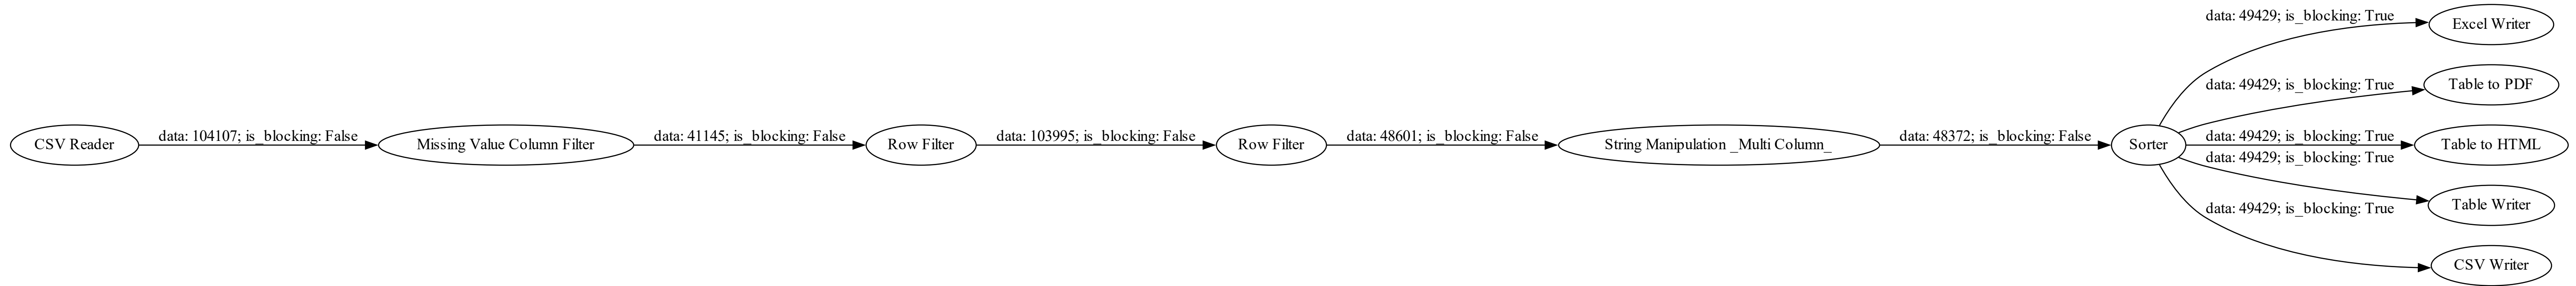 CSV Reader
data: 104107; is_blocking: False
Missing Value Column Filter
data: 41145; is_blocking: False
Row Filter
data: 103995; is_blocking: False
Row Filter
data: 48601; is_blocking: False
String Manipulation _Multi Column_
data: 48372; is_blocking: False
Sorter
data: 49429; is_blocking: True
Excel Writer
data: 49429; is_blocking: True
Table to PDF
data: 49429; is_blocking: True
Table to HTML
data: 49429; is_blocking: True
Table Writer
data: 49429; is_blocking: True
CSV Writer